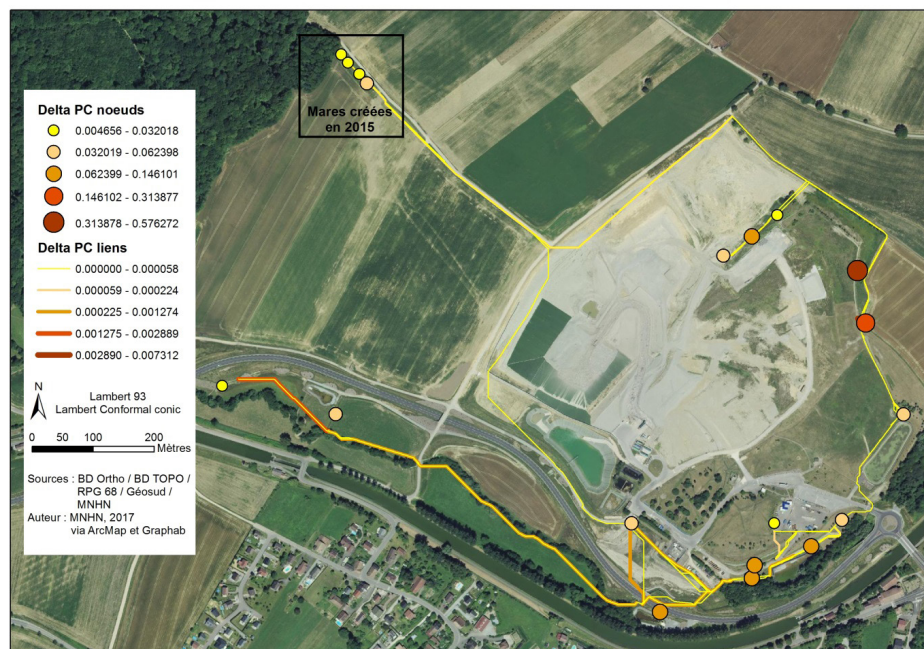 Mares créées
en 2015
Delta PC noeuds
0.004656 - 0.032018
0.032019 - 0.062398
0.062399 - 0.146101
0.146102 - 0.313877
0.313878 - 0.576272
Delta PC liens
0.000000 - 0.000058
0.000059 - 0.000224
0.000225 - 0.001274
0.001275 - 0.002889
0.002890 - 0.007312
N
Lambert 93
Lambert Conformal conic
0 50 100 200
Mètres
Sources : BD Ortho / BD TOPO /
RPG 68 / Géosud /
MNHN
Auteur : MNHN, 2017
via ArcMap et Graphab